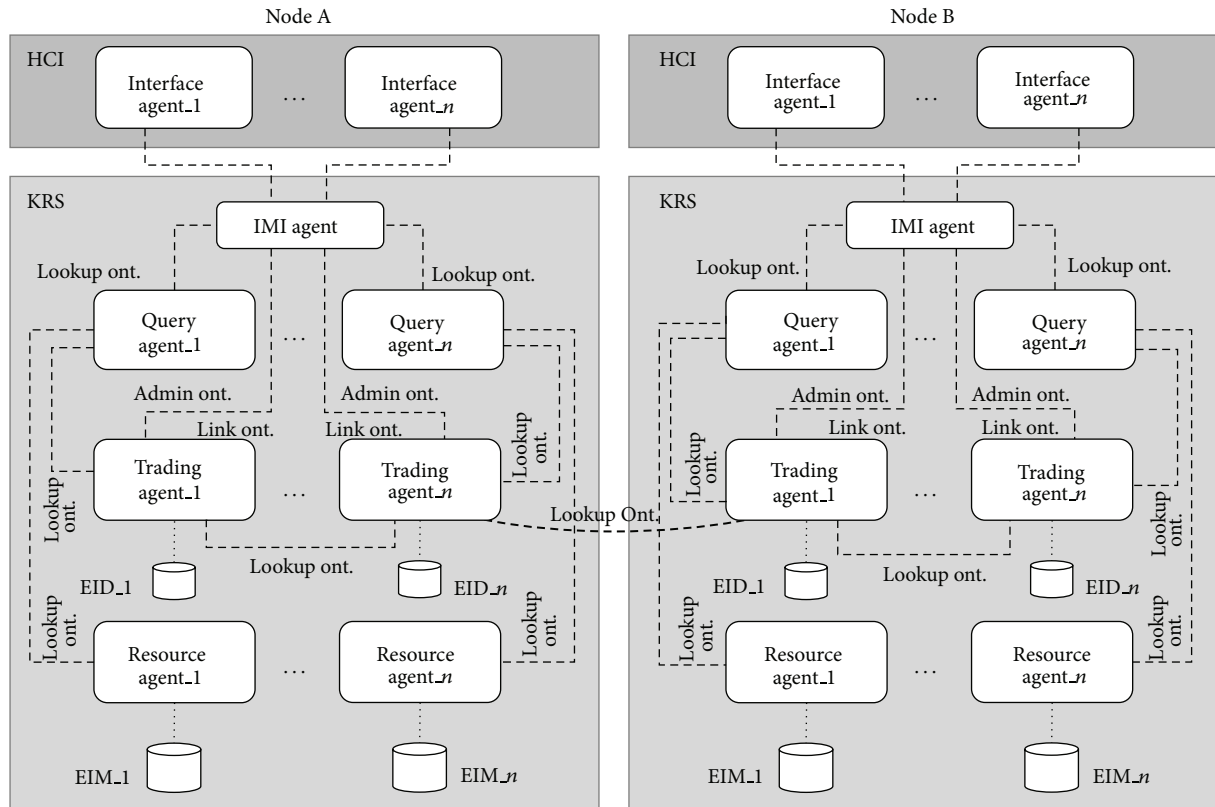 Node A
Node B
HCI
Interface
agent_1
...
Interface
agent_n
HCI
Interface
agent_1
...
Interface
agent_n
KRS
IMI agent
Lookup ont.
Lookup ont.
Query
agent_1
...
Query
agent_n
Admin ont.
Admin ont.
Link ont.
Link ont.
Lookup
ont.
Trading
agent_1
...
Trading
agent_n
Lookup
ont.
Lookup ont.
EID_1
EID_n
Lookup
ont.
Lookup
ont.
Resource
agent_1
...
Resource
agent_n
EIM_1
EIM_n
Lookup Ont.
KRS
IMI agent
Lookup ont.
Lookup ont.
Query
agent_1
...
Query
agent_n
Admin ont.
Admin ont.
Link ont.
Link ont.
Lookup
ont.
Trading
agent_1
...
Trading
agent_n
Lookup
ont.
Lookup ont.
EID_1
EID_n
Lookup
ont.
Lookup
ont.
Resource
agent_1
...
Resource
agent_n
EIM_1
EIM_n